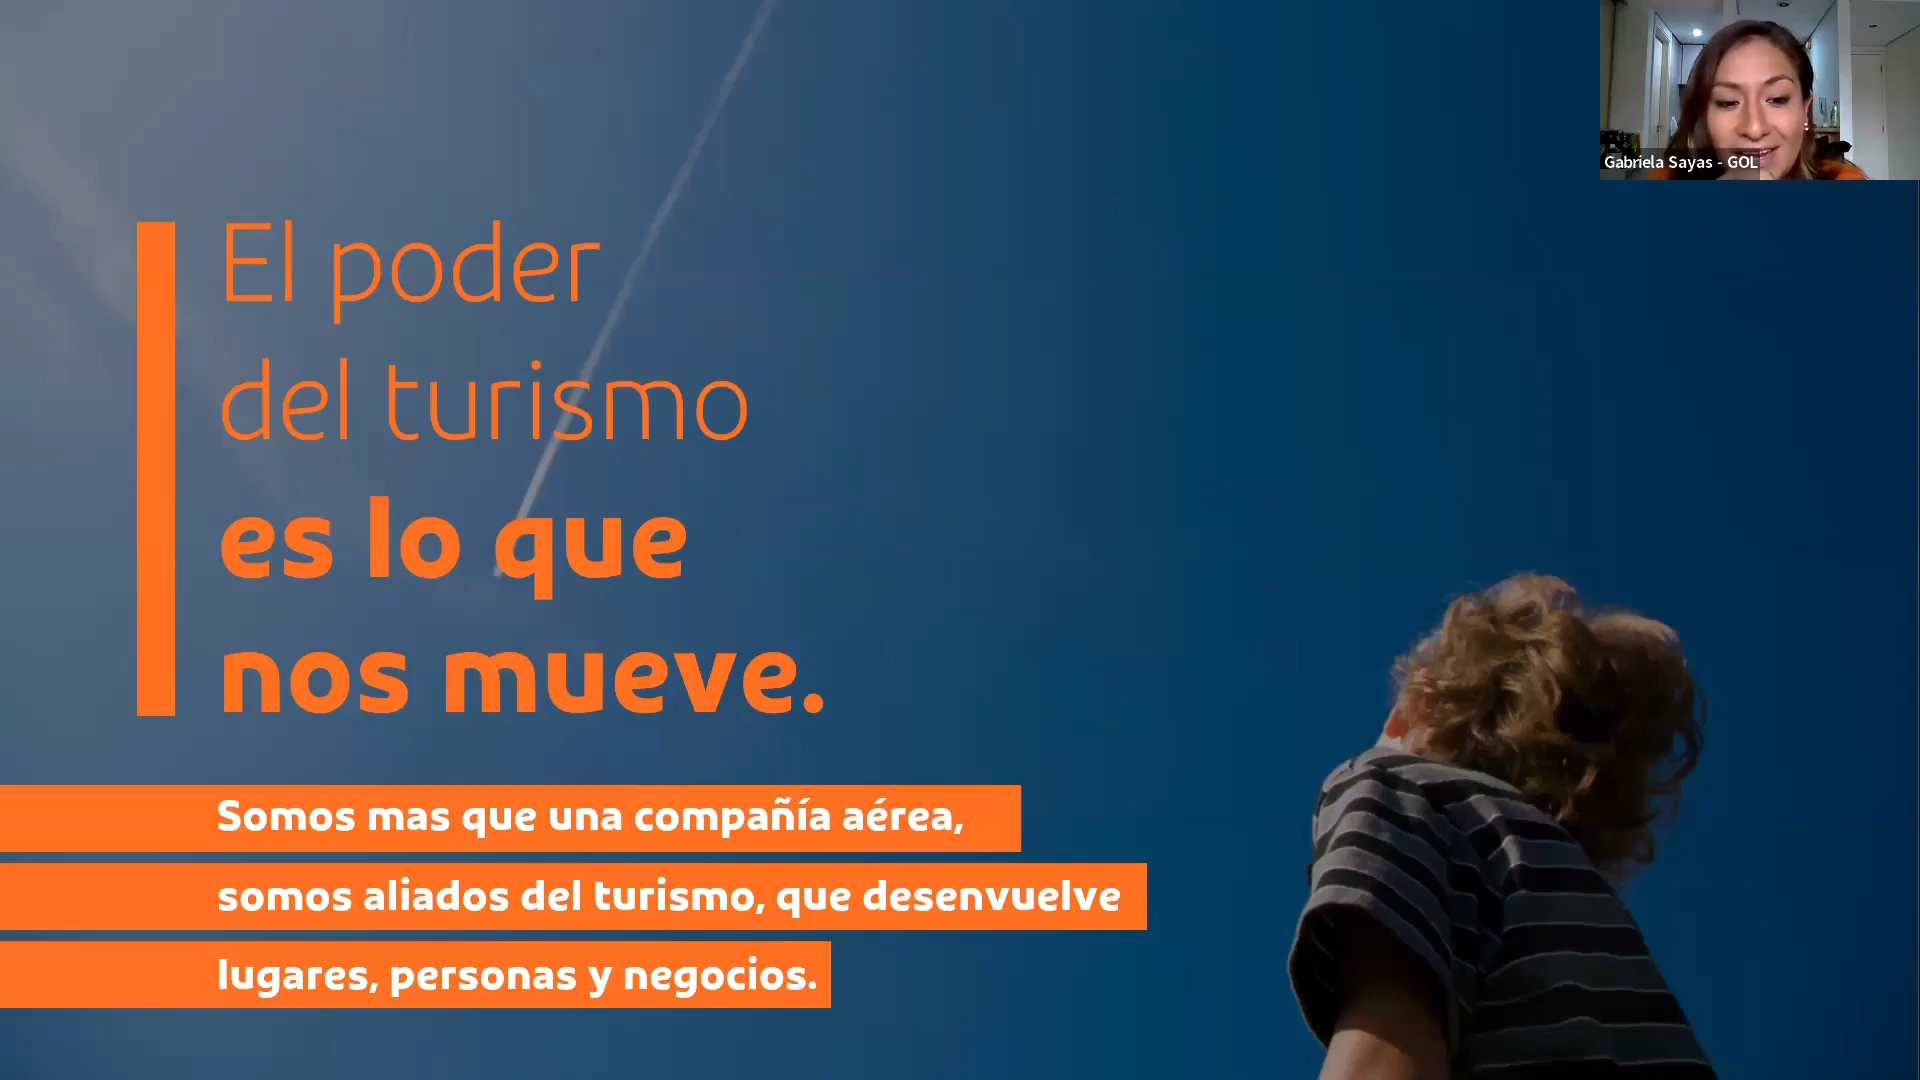 Gabriela Sayas - GOL
El poder
del turismo
es lo que
nos mueve.
Somos mas que una compañía aérea,
somos aliados del turismo, que desenvuelve
lugares, personas y negocios.